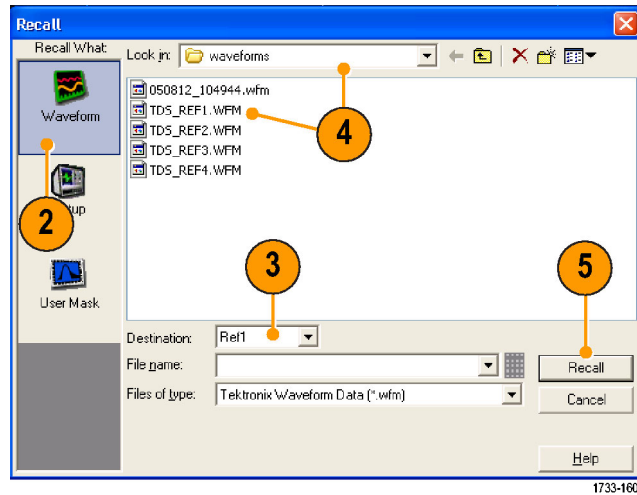 Recall
Recall What:
Look in: waveforms
Waveform
050812_104944.wfm
TDS_REF1.WFM
TDS_REF2.WFM
TDS_REF3.WFM
TDS_REF4.WFM
4
2
up
User Mask
3
5
Destination: Ref1
File name:
Recall
Files of type: Tektronix Waveform Data (*.wfm)
Cancel
Help
1733-160